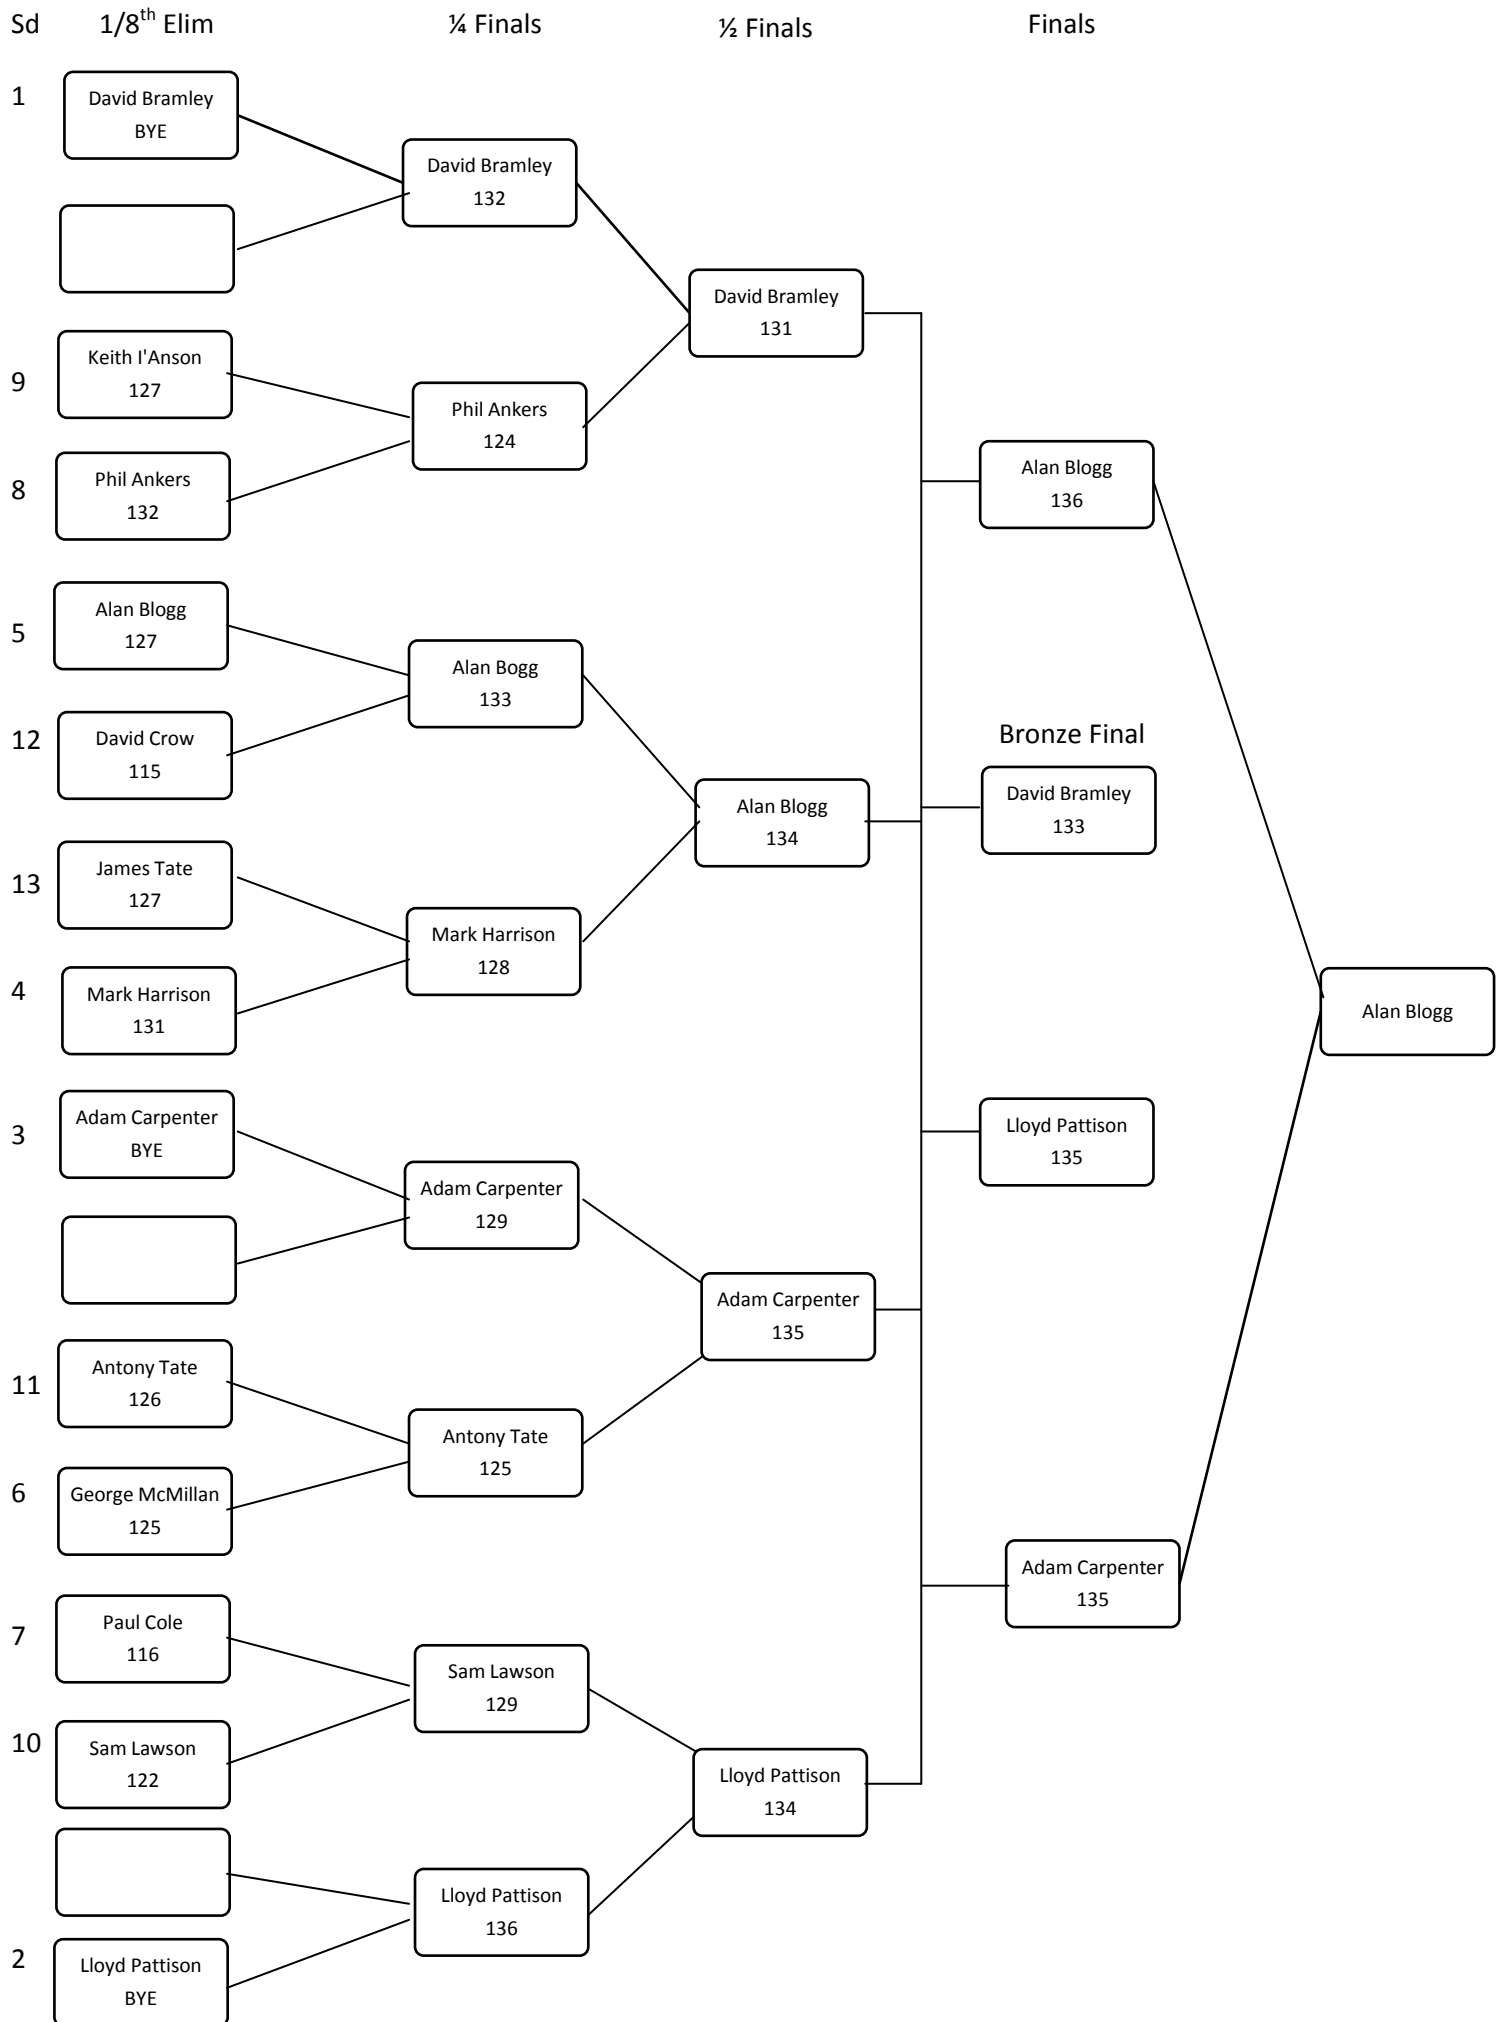 Sd 1/8th Elim ¼ Finals ½ Finals Finals
1
David Bramley
BYE
David Bramley
132
David Bramley
131
9
Keith I'Anson
127
Phil Ankers
124
8
Phil Ankers
132
Alan Blogg
136
5
Alan Blogg
127
Alan Bogg
133
12
David Crow
115
Bronze Final
David Bramley
133
Alan Blogg
134
13
James Tate
127
Mark Harrison
128
4
Mark Harrison
131
Alan Blogg
3
Adam Carpenter
BYE
Lloyd Pattison
135
Adam Carpenter
129
Adam Carpenter
135
11
Antony Tate
126
Antony Tate
125
6
George McMillan
125
Adam Carpenter
135
7
Paul Cole
116
Sam Lawson
129
10
Sam Lawson
122
Lloyd Pattison
134
Lloyd Pattison
136
2
Lloyd Pattison
BYE